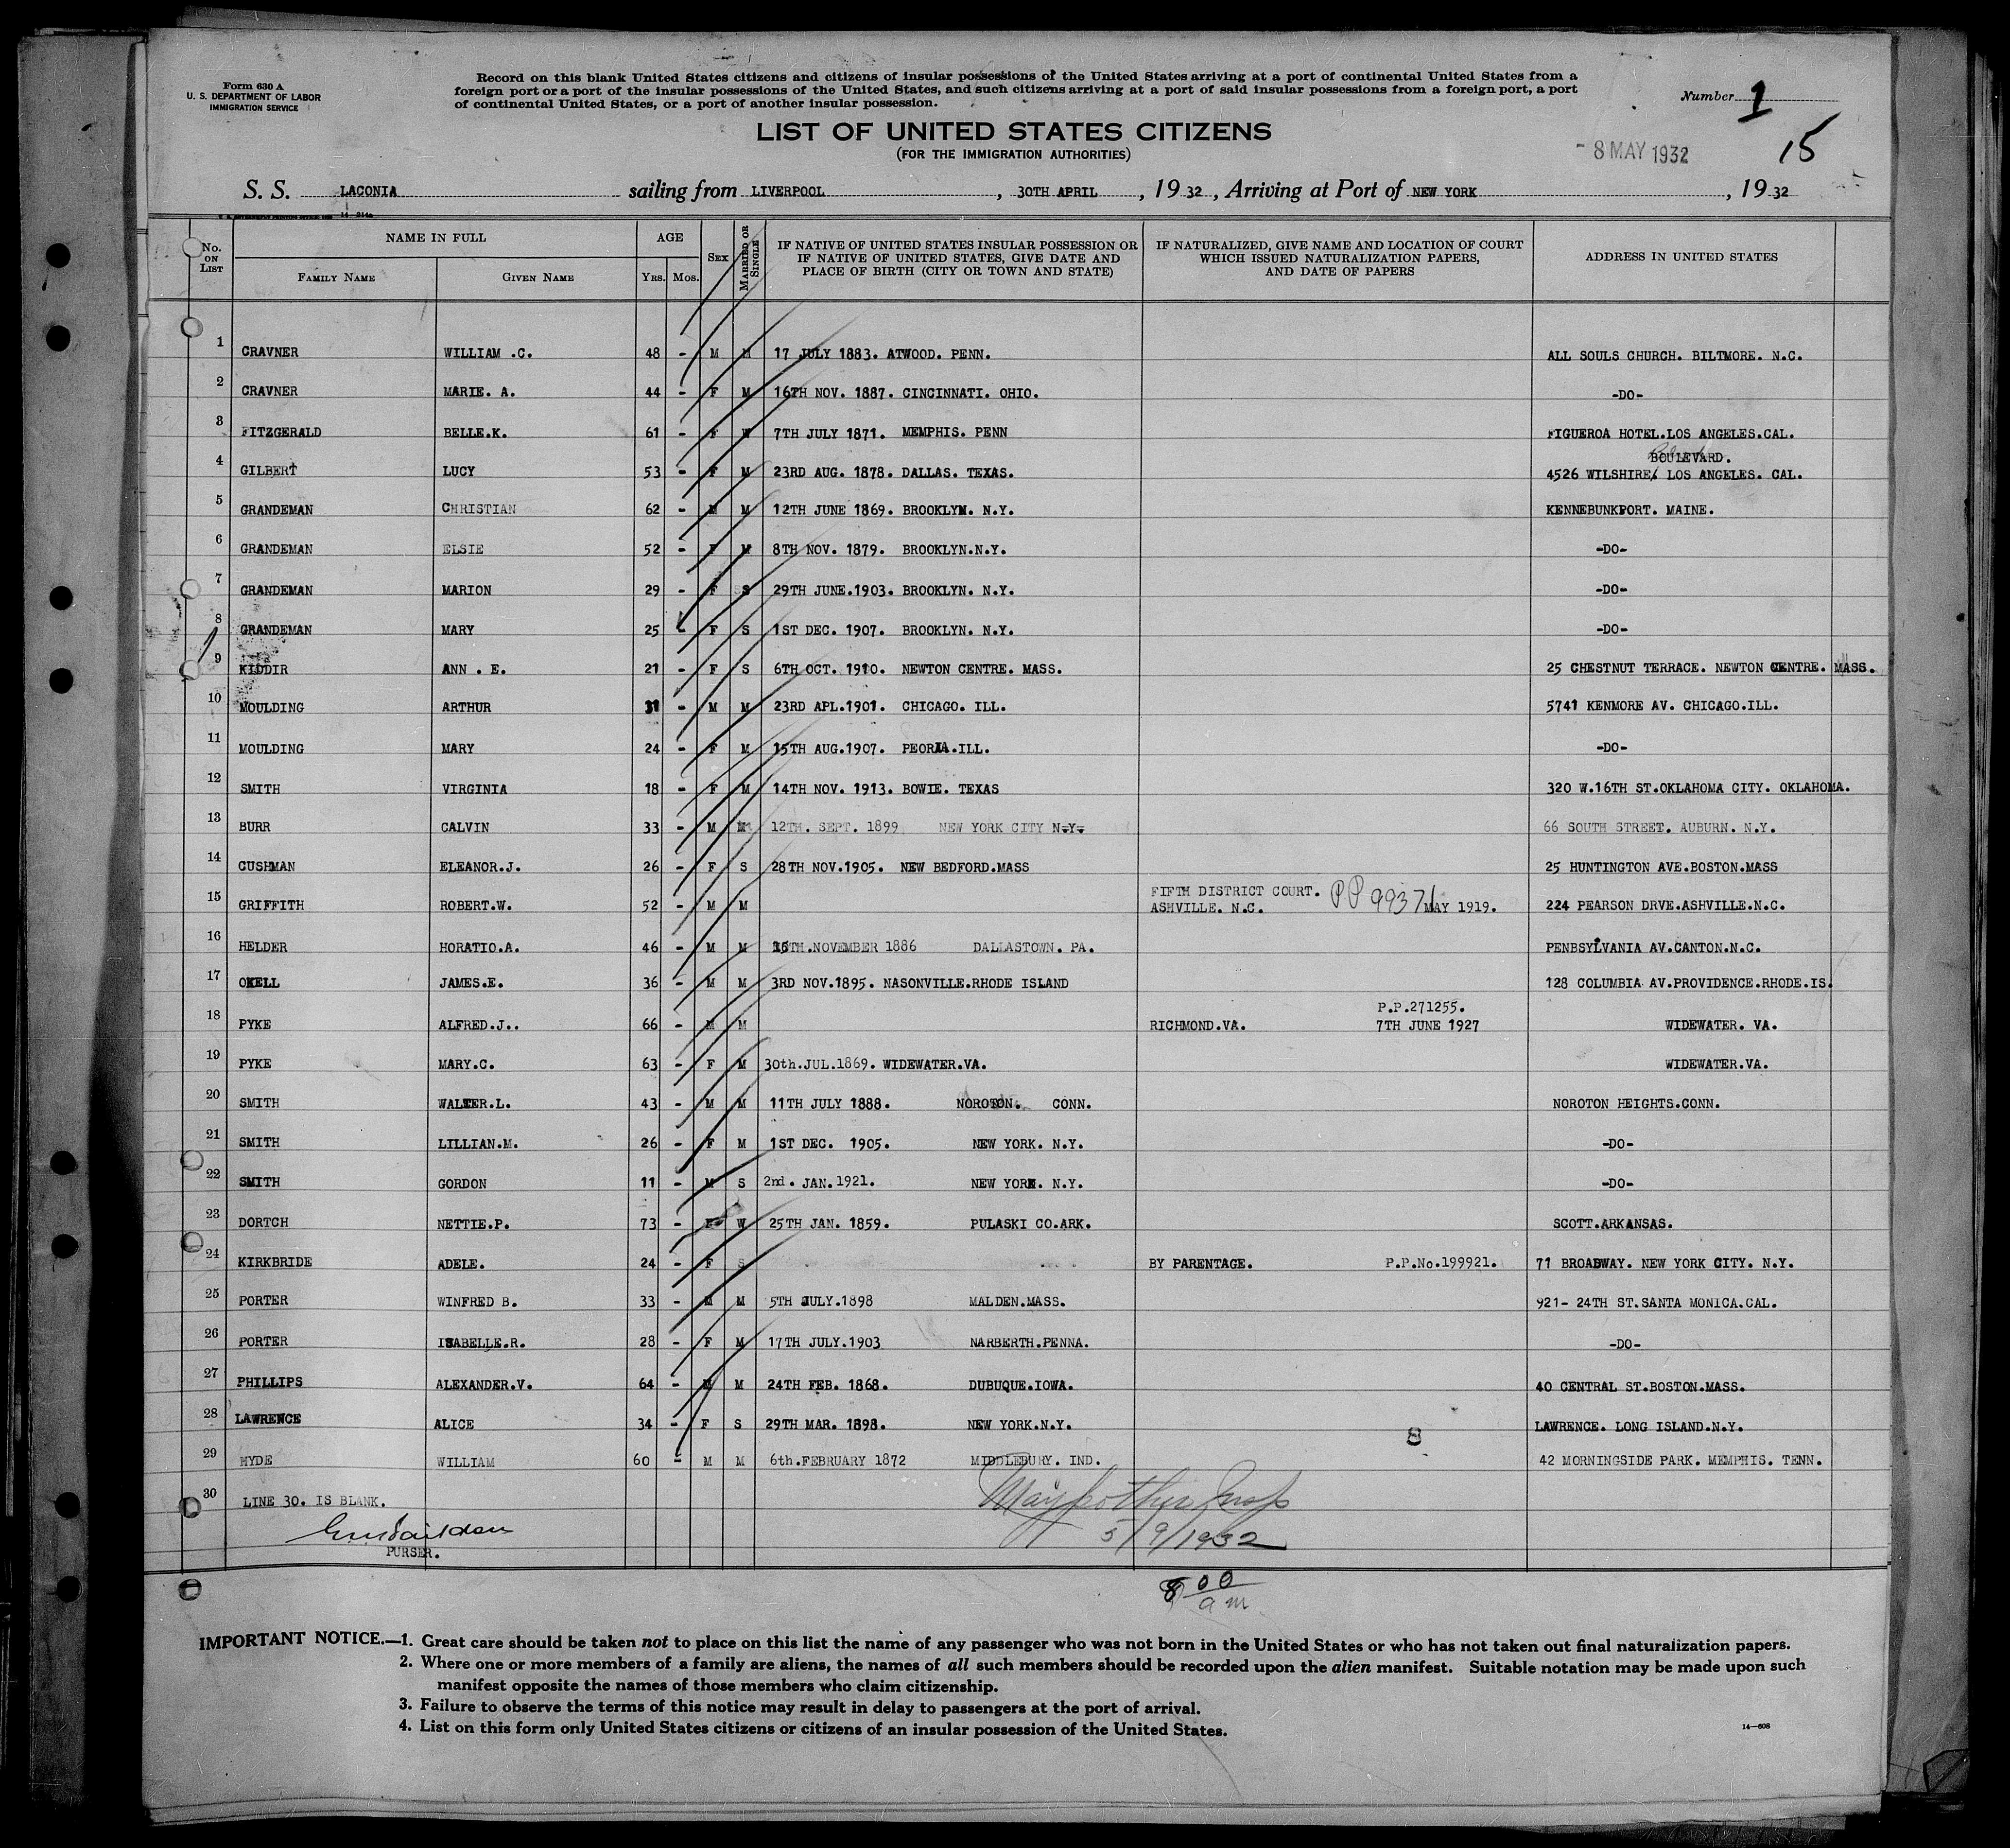 Form 630 A
U. S. DEPARTMENT OF LABOR
IMMIGRATION SERVICE
Record on this blank United States citizens and citizens of insular possessions of the United States arriving at a port of continental United States from a
foreign port or a port of the insular possessions of the United States, and such citizens arriving at a port of said insular possessions from a foreign port, a port
of continental United States, or a port of another insular possession.
Number 1
LIST OF UNITED STATES CITIZENS
(FOR THE IMMIGRATION AUTHORITIES)
- 8 MAY 1932
15
S. S. LACONIA sailing from LIVERPOOL , 30TH APRIL , 19 32 , Arriving at Port of NEW YORK , 19 32
No. ON LIST
NAME IN FULL
FAMILY NAME
GIVEN NAME
AGE
YRS. MOS.
SEX
MARRIED OR SINGLE
IF NATIVE OF UNITED STATES INSULAR POSSESSION OR
IF NATIVE OF UNITED STATES, GIVE DATE AND
PLACE OF BIRTH (CITY OR TOWN AND STATE)
IF NATURALIZED, GIVE NAME AND LOCATION OF COURT
WHICH ISSUED NATURALIZATION PAPERS,
AND DATE OF PAPERS
ADDRESS IN UNITED STATES
1 CRAVNER WILLIAM .C. 48 - M M 17 JULY 1883. ATWOOD. PENN. ALL SOULS CHURCH. BILTMORE. N.C.
2 CRAVNER MARIE. A. 44 - F M 16TH NOV. 1887. CINCINNATI. OHIO. -DO-
3 FITZGERALD BELLE.K. 61 - F W 7TH JULY 1871. MEMPHIS. PENN FIGUEROA HOTEL.LOS ANGELES.CAL.
BOULEVARD.
4 GILBERT LUCY 53 - F M 23RD AUG. 1878. DALLAS. TEXAS. 4526 WILSHIRE/ LOS ANGELES. CAL.
5 GRANDEMAN CHRISTIAN 62 - M M 12TH JUNE 1869. BROOKLYN. N.Y. KENNEBUNKPORT. MAINE.
6 GRANDEMAN ELSIE 52 - F M 8TH NOV. 1879. BROOKLYN.N.Y. -DO-
7 GRANDEMAN MARION 29 - F S 29TH JUNE.1903. BROOKLYN. N.Y. -DO-
8 GRANDEMAN MARY 25 - F S 1ST DEC. 1907. BROOKLYN. N.Y. -DO-
9 KIDDIR ANN . E. 21 - F S 6TH OCT. 1910. NEWTON CENTRE. MASS. 25 CHESTNUT TERRACE. NEWTON CENTRE. MASS.
10 MOULDING ARTHUR 31 - M M 23RD APL.1901. CHICAGO. ILL. 5741 KENMORE AV. CHICAGO.ILL.
11 MOULDING MARY 24 - F M 15TH AUG.1907. PEORIA.ILL. -DO-
12 SMITH VIRGINIA 18 - F M 14TH NOV. 1913. BOWIE. TEXAS 320 W.16TH ST.OKLAHOMA CITY. OKLAHOMA.
13 BURR CALVIN 33 - M M 12TH. SEPT. 1899 NEW YORK CITY N.Y. 66 SOUTH STREET. AUBURN. N.Y.
14 CUSHMAN ELEANOR.J. 26 - F S 28TH NOV.1905. NEW BEDFORD.MASS 25 HUNTINGTON AVE.BOSTON.MASS
FIFTH DISTRICT COURT. PP 99371
15 GRIFFITH ROBERT.W. 52 - M M ASHVILLE. N.C. MAY 1919. 224 PEARSON DRVE.ASHVILLE.N.C.
16 HELDER HORATIO.A. 46 - M M 15TH.NOVEMBER 1886 DALLASTOWN. PA. PENBSYLVANIA AV.CANTON.N.C.
17 OKELL JAMES.E. 36 - M M 3RD NOV.1895. NASONVILLE.RHODE ISLAND 128 COLUMBIA AV.PROVIDENCE.RHODE.IS.
P.P.271255.
18 PYKE ALFRED.J.. 66 - M M RICHMOND.VA. 7TH JUNE 1927 WIDEWATER. VA.
19 PYKE MARY.C. 63 - F M 30th.JUL.1869. WIDEWATER.VA. WIDEWATER.VA.
20 SMITH WALTER.L. 43 - M M 11TH JULY 1888. NOROTON. CONN. NOROTON HEIGHTS.CONN.
21 SMITH LILLIAN.M. 26 - F M 1ST DEC. 1905. NEW YORK. N.Y. -DO-
22 SMITH GORDON 11 - M S 2nd. JAN.1921. NEW YORK. N.Y. -DO-
23 DORTCH NETTIE.P. 73 - F W 25TH JAN. 1859. PULASKI CO.ARK. SCOTT.ARKANSAS.
24 KIRKBRIDE ADELE. 24 - F S BY PARENTAGE. P.P.No.199921. 71 BROADWAY. NEW YORK CITY. N.Y.
25 PORTER WINFRED B. 33 - M M 5TH JULY.1898 MALDEN.MASS. 921- 24TH ST.SANTA MONICA.CAL.
26 PORTER ISABELLE.R. 28 - F M 17TH JULY.1903 NARBERTH.PENNA. -DO-
27 PHILLIPS ALEXANDER.V. 64 - M M 24TH FEB. 1868. DUBUQUE.IOWA. 40 CENTRAL ST.BOSTON.MASS.
28 LAWRENCE ALICE 34 - F S 29TH MAR. 1898. NEW YORK.N.Y. LAWRENCE. LONG ISLAND.N.Y.
8
29 HYDE WILLIAM 60 - M M 6th.FEBRUARY 1872 MIDDLEBURY. IND. 42 MORNINGSIDE PARK. MEMPHIS. TENN.
30 LINE 30. IS BLANK.
PURSER.
5/9/1932
8 00
a m
IMPORTANT NOTICE.—1. Great care should be taken not to place on this list the name of any passenger who was not born in the United States or who has not taken out final naturalization papers.
2. Where one or more members of a family are aliens, the names of all such members should be recorded upon the alien manifest. Suitable notation may be made upon such
manifest opposite the names of those members who claim citizenship.
3. Failure to observe the terms of this notice may result in delay to passengers at the port of arrival.
4. List on this form only United States citizens or citizens of an insular possession of the United States.
14—608